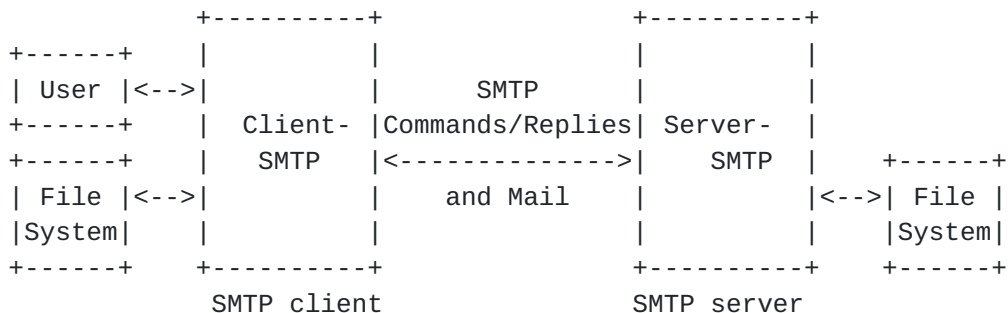 +----------+                +----------+
+------+    |          |                |          |
| User |<-->|          |      SMTP      |          |
+------+    |  Client- |Commands/Replies| Server-  |
+------+    |   SMTP   |<-------------->|    SMTP  |    +------+
| File |<-->|          |    and Mail    |          |<-->| File |
|System|    |          |                |          |    |System|
+------+    +----------+                +----------+    +------+
             SMTP client                SMTP server